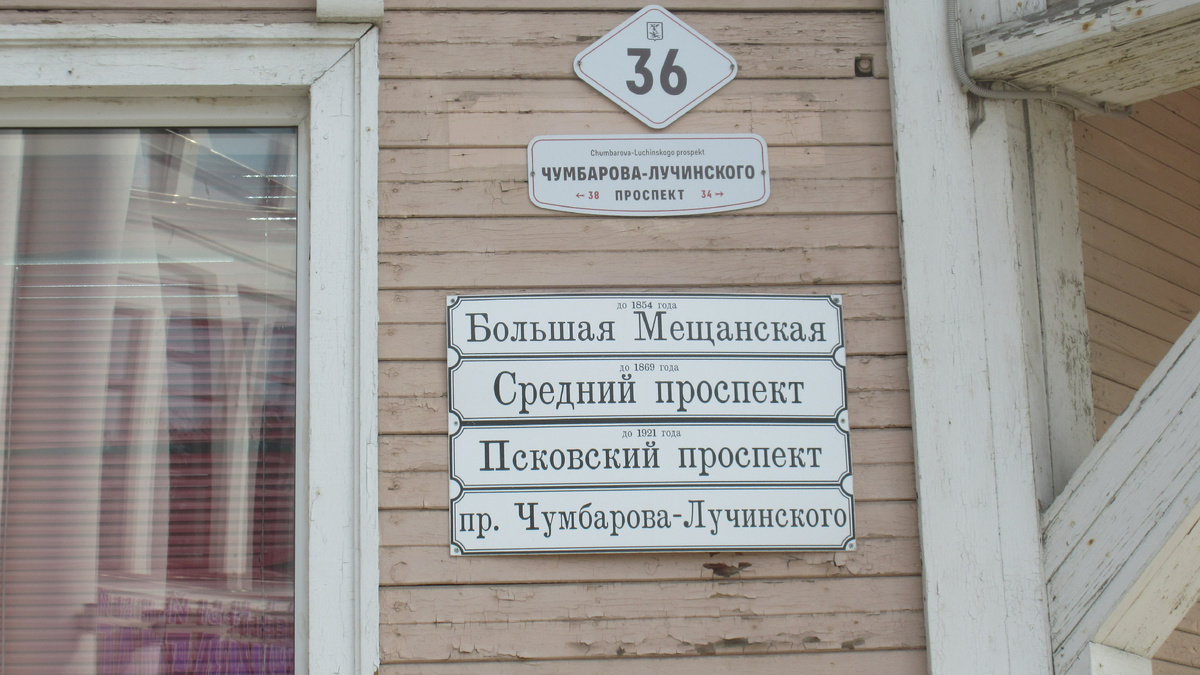 36
Chumbarova-Luchinskogo prospekt
ЧУМБАРОВА-ЛУЧИНСКОГО
← 38 ПРОСПЕКТ 34 →
до 1854 года
Большая Мещанская
до 1869 года
Средний проспект
до 1921 года
Псковский проспект
пр. Чумбарова-Лучинского